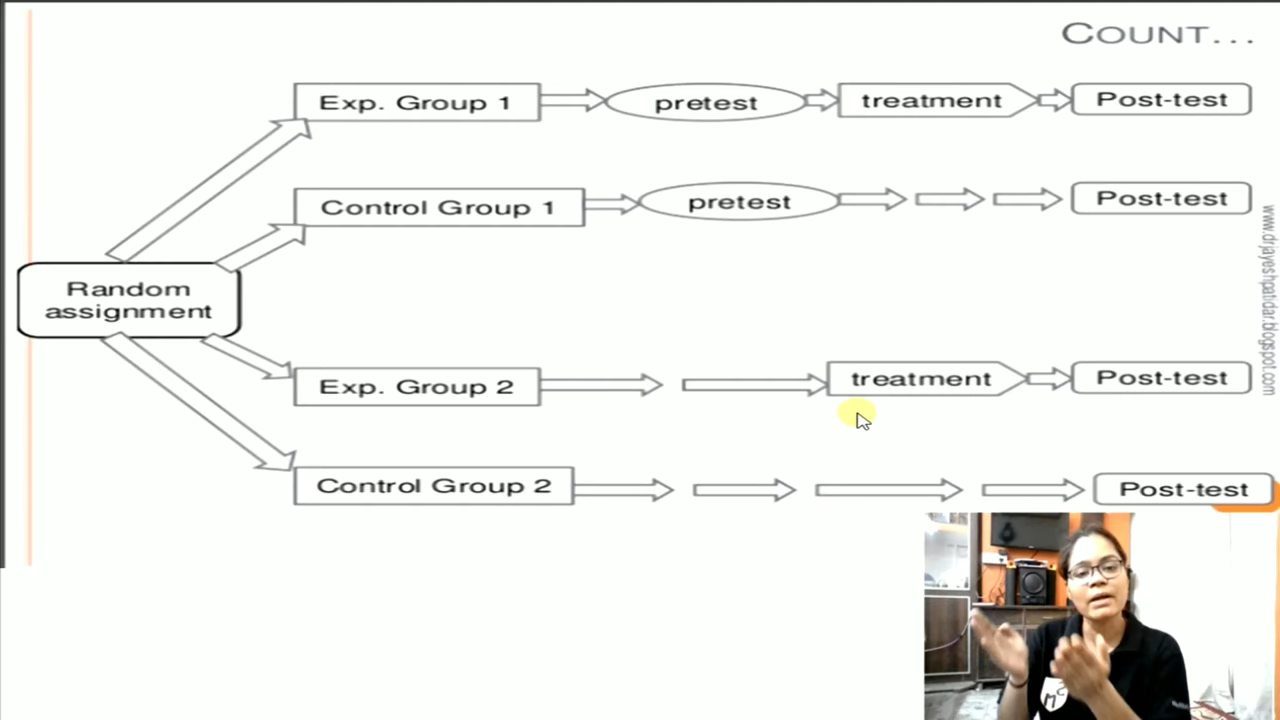 COUNT...
Exp. Group 1
pretest
treatment
Post-test
Control Group 1
pretest
Post-test
Random
assignment
Exp. Group 2
treatment
Post-test
Control Group 2
Post-test
www.drjayeshpatidar.blogspot.com